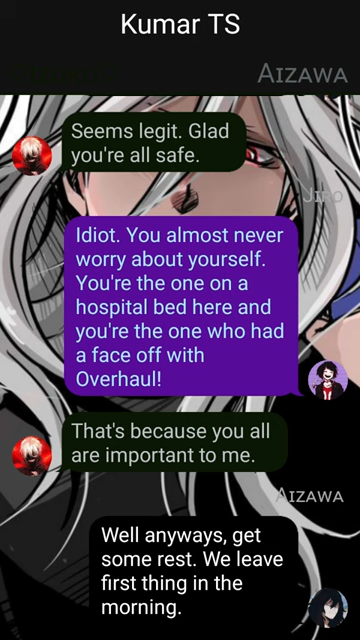 Kumar TS
AIZAWA
Seems legit. Glad
you're all safe.
JIRO
Idiot. You almost never
worry about yourself.
You're the one on a
hospital bed here and
you're the one who had
a face off with
Overhaul!
That's because you all
are important to me.
AIZAWA
Well anyways, get
some rest. We leave
first thing in the
morning.